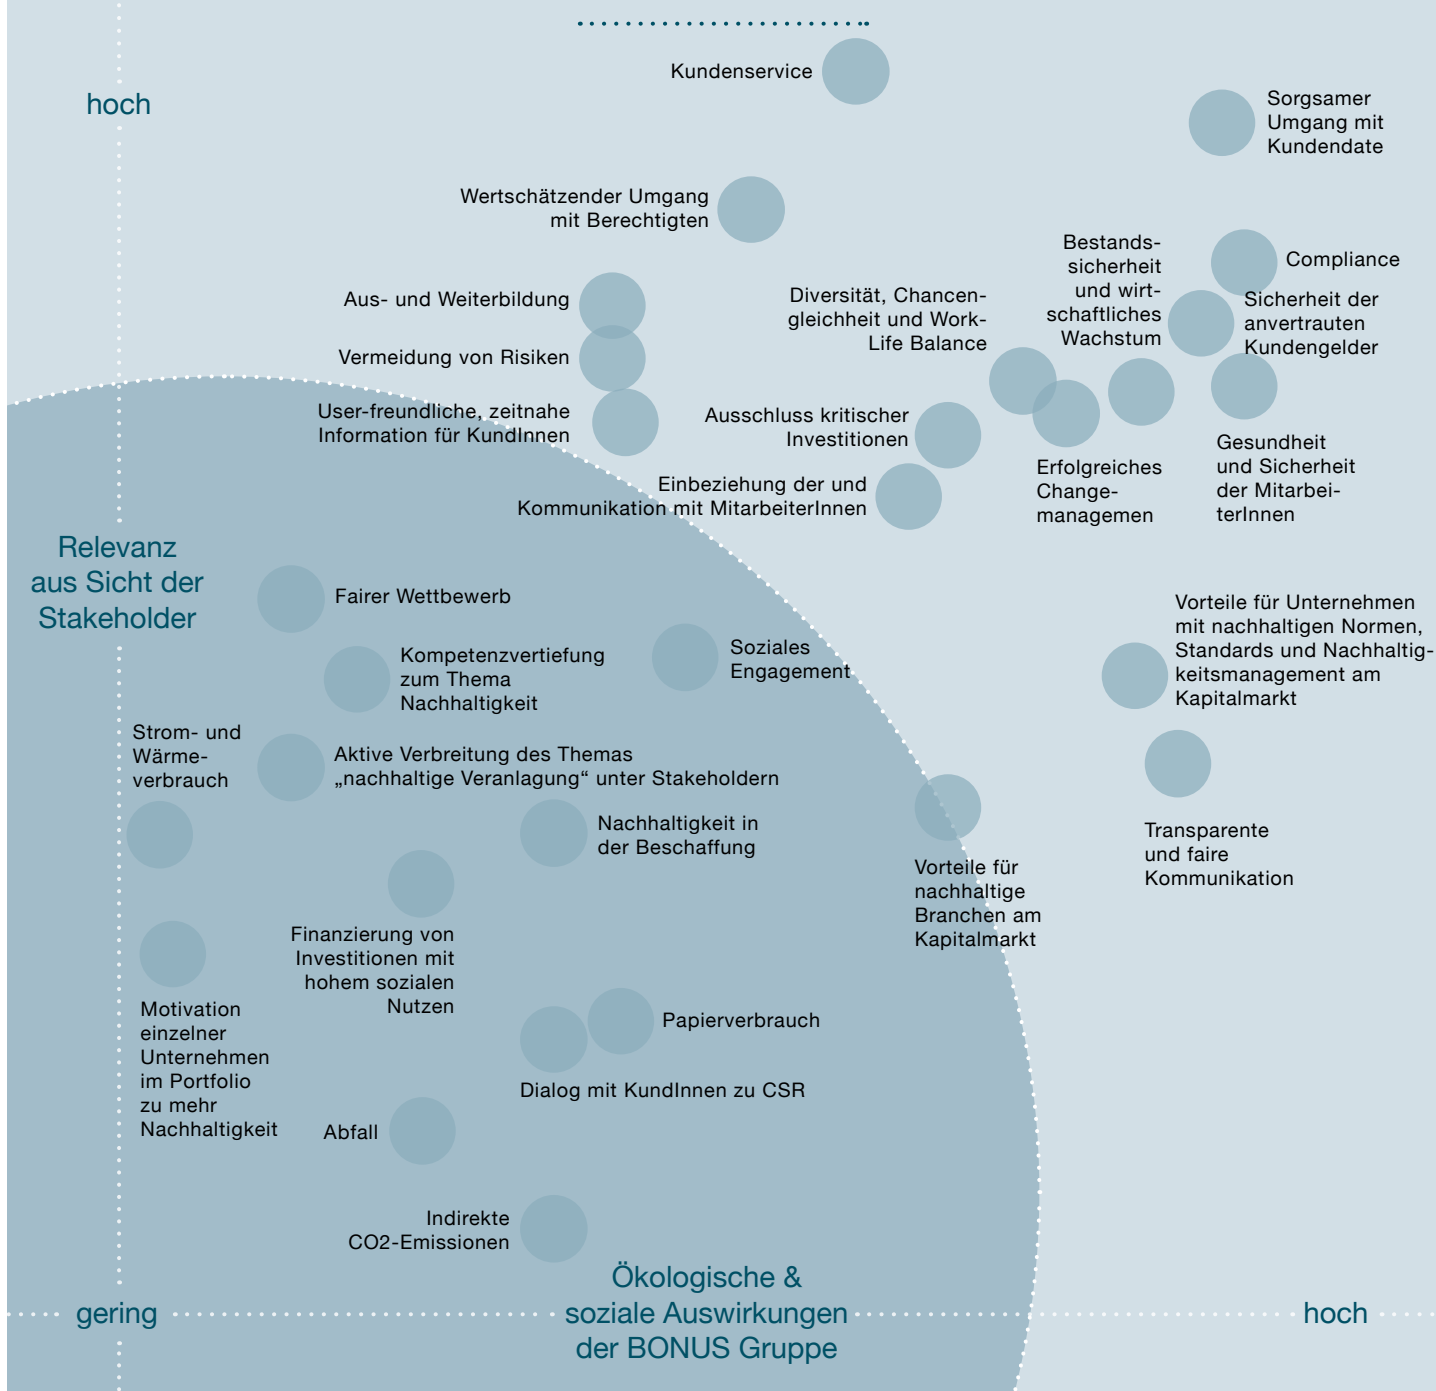 Kundenservice
hoch
Sorgsamer
Umgang mit
Kundendate
Wertschätzender Umgang
mit Berechtigten
Bestands-
sicherheit
und wirt-
schaftliches
Wachstum
Compliance
Aus- und Weiterbildung
Diversität, Chancen-
gleichheit und Work-
Life Balance
Sicherheit der
anvertrauten
Kundengelder
Vermeidung von Risiken
User-freundliche, zeitnahe
Information für KundInnen
Ausschluss kritischer
Investitionen
Gesundheit
und Sicherheit
der Mitarbei-
terInnen
Erfolgreiches
Change-
managemen
Einbeziehung der und
Kommunikation mit MitarbeiterInnen
Relevanz
aus Sicht der
Stakeholder
Fairer Wettbewerb
Vorteile für Unternehmen
mit nachhaltigen Normen,
Standards und Nachhaltig-
keitsmanagement am
Kapitalmarkt
Kompetenzvertiefung
zum Thema
Nachhaltigkeit
Soziales
Engagement
Strom- und
Wärme-
verbrauch
Aktive Verbreitung des Themas
„nachhaltige Veranlagung“ unter Stakeholdern
Nachhaltigkeit in
der Beschaffung
Transparente
und faire
Kommunikation
Vorteile für
nachhaltige
Branchen am
Kapitalmarkt
Finanzierung von
Investitionen mit
hohem sozialen
Nutzen
Motivation
einzelner
Unternehmen
im Portfolio
zu mehr
Nachhaltigkeit
Papierverbrauch
Dialog mit KundInnen zu CSR
Abfall
Indirekte
CO2-Emissionen
gering
Ökologische &
soziale Auswirkungen
der BONUS Gruppe
hoch